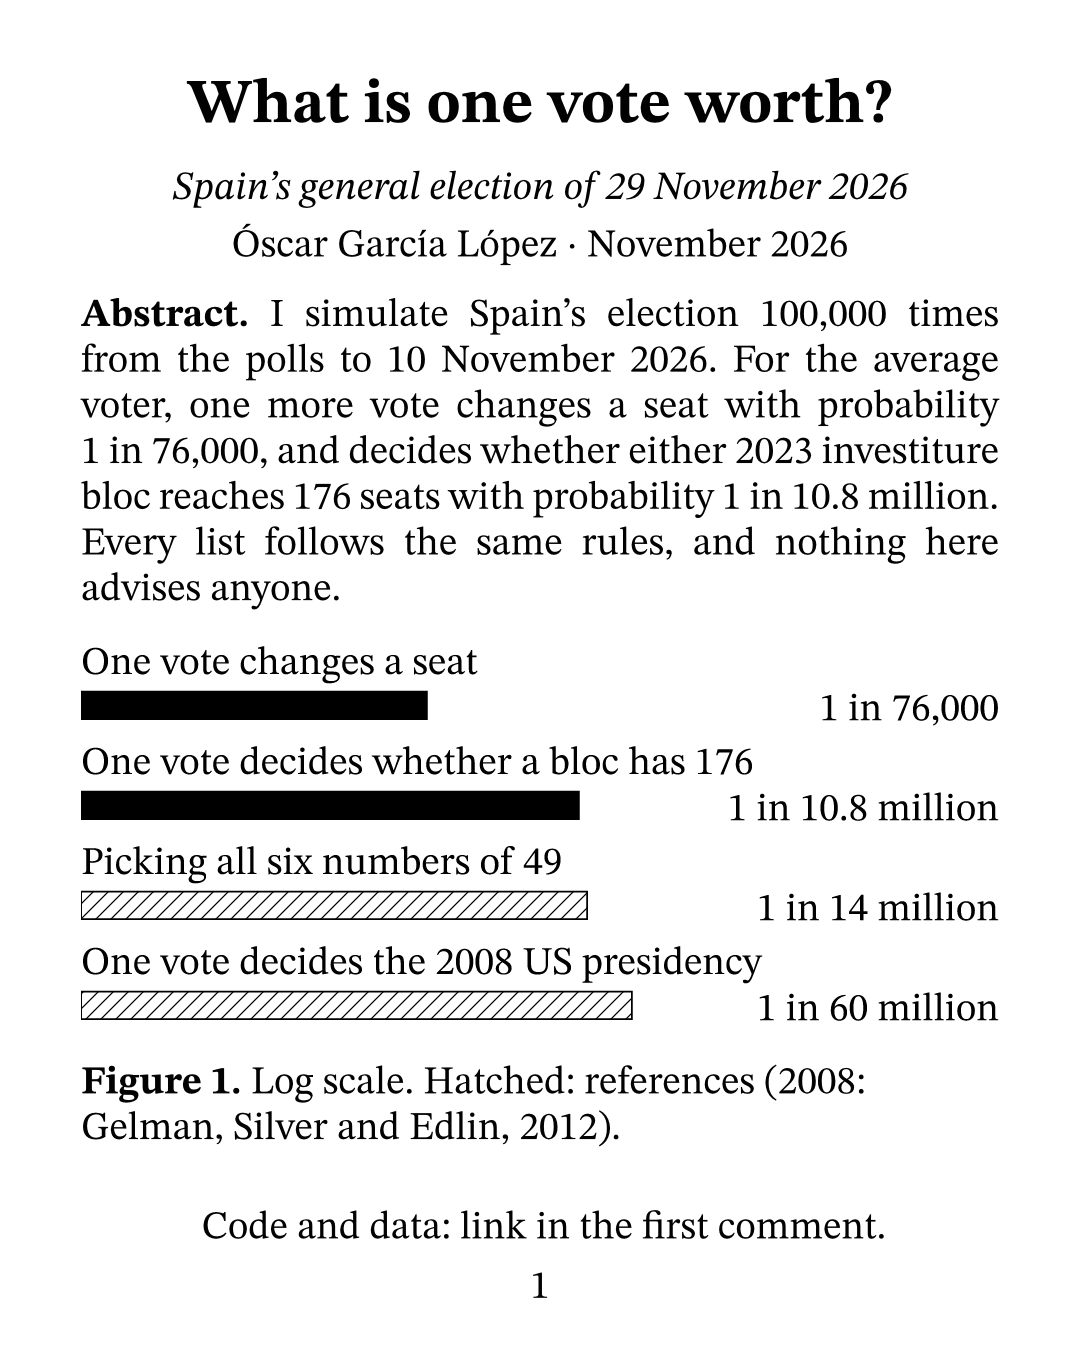 What is one vote worth?
Spain’s general election of 29 November 2026
Óscar García López · November 2026
Abstract. I simulate Spain’s election 100,000 times
from the polls to 10 November 2026. For the average
voter, one more vote changes a seat with probability
1 in 76,000, and decides whether either 2023 investiture
bloc reaches 176 seats with probability 1 in 10.8 million.
Every list follows the same rules, and nothing here
advises anyone.
One vote changes a seat
1 in 76,000
One vote decides whether a bloc has 176
1 in 10.8 million
Picking all six numbers of 49
1 in 14 million
One vote decides the 2008 US presidency
1 in 60 million
Figure 1. Log scale. Hatched: references (2008:
Gelman, Silver and Edlin, 2012).
Code and data: link in the first comment.
1